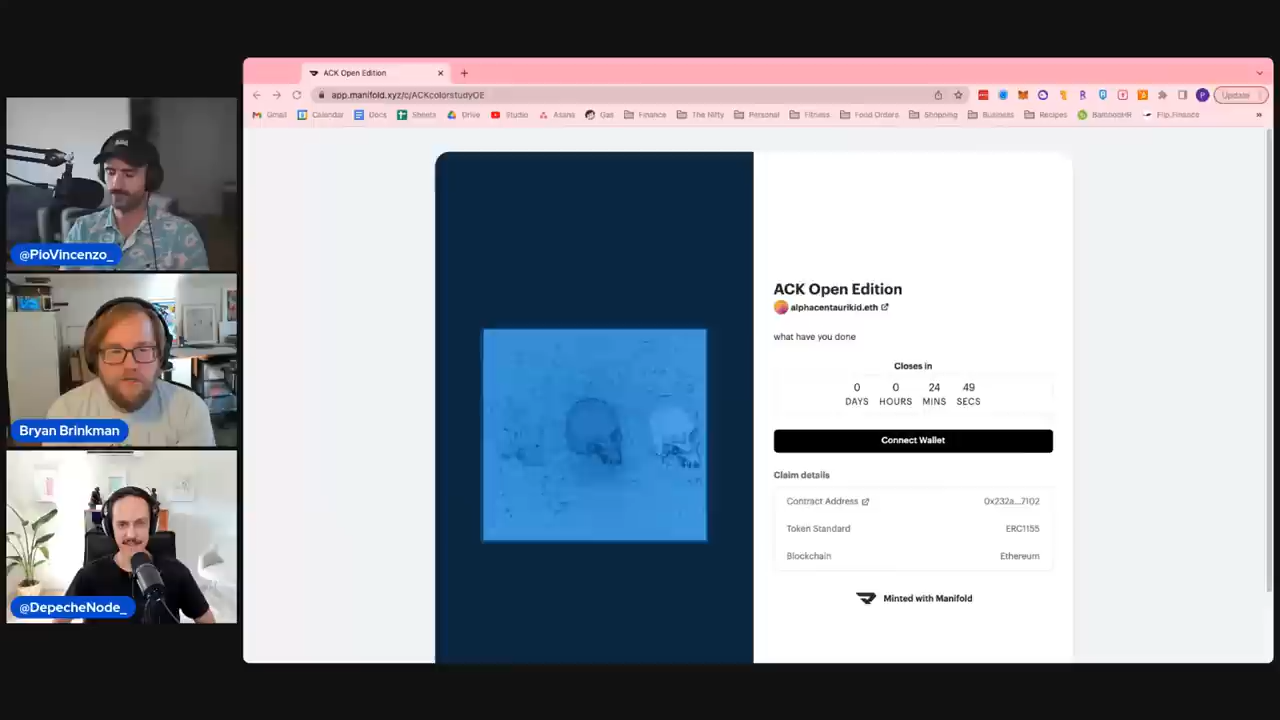 ACK Open Edition
app.manifold.xyz/c/ACKcolorstudyOE
Update
Gmail
Calendar
Docs
Sheets
Drive
Studio
Asana
Gas
Finance
The Nifty
Personal
Fitness
Food Orders
Shopping
Business
Recipes
BambooHR
Flip.Finance
@PioVincenzo_
Bryan Brinkman
@DepecheNode_
ACK Open Edition
alphacentaurikid.eth
what have you done
Closes in
0 0 24 49
DAYS HOURS MINS SECS
Connect Wallet
Claim details
Contract Address 0x232a...7102
Token Standard ERC1155
Blockchain Ethereum
Minted with Manifold